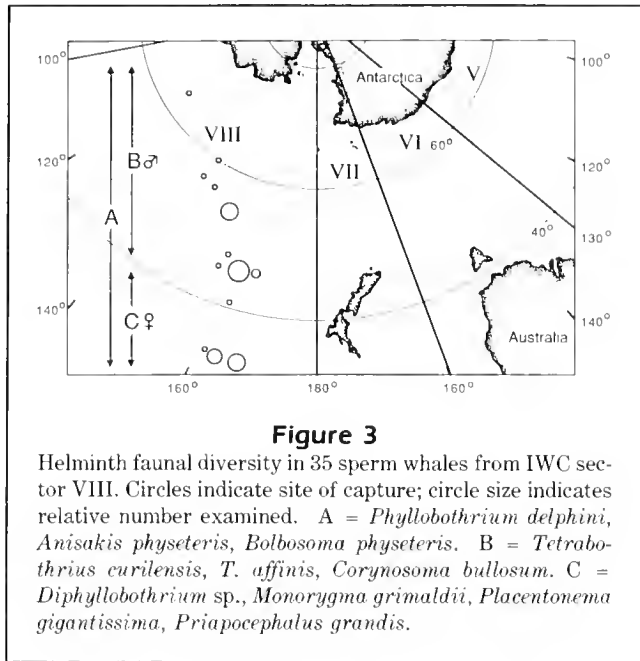 100°
Antarctica
V
100°
VIII
VI 60°
B♂
VII
120°
120°
A
40°
130°
C♀
140°
Australia
140°
160°
180°
160°
Figure 3
Helminth faunal diversity in 35 sperm whales from IWC sec-
tor VIII. Circles indicate site of capture; circle size indicates
relative number examined. A = Phyllobothrium delphini,
Anisakis physeteris, Bolbosoma physeteris. B = Tetrabo-
thrius curilensis, T. affinis, Corynosoma bullosum. C =
Diphyllobothrium sp., Monorygma grimaldii, Placentonema
gigantissima, Priapocephalus grandis.